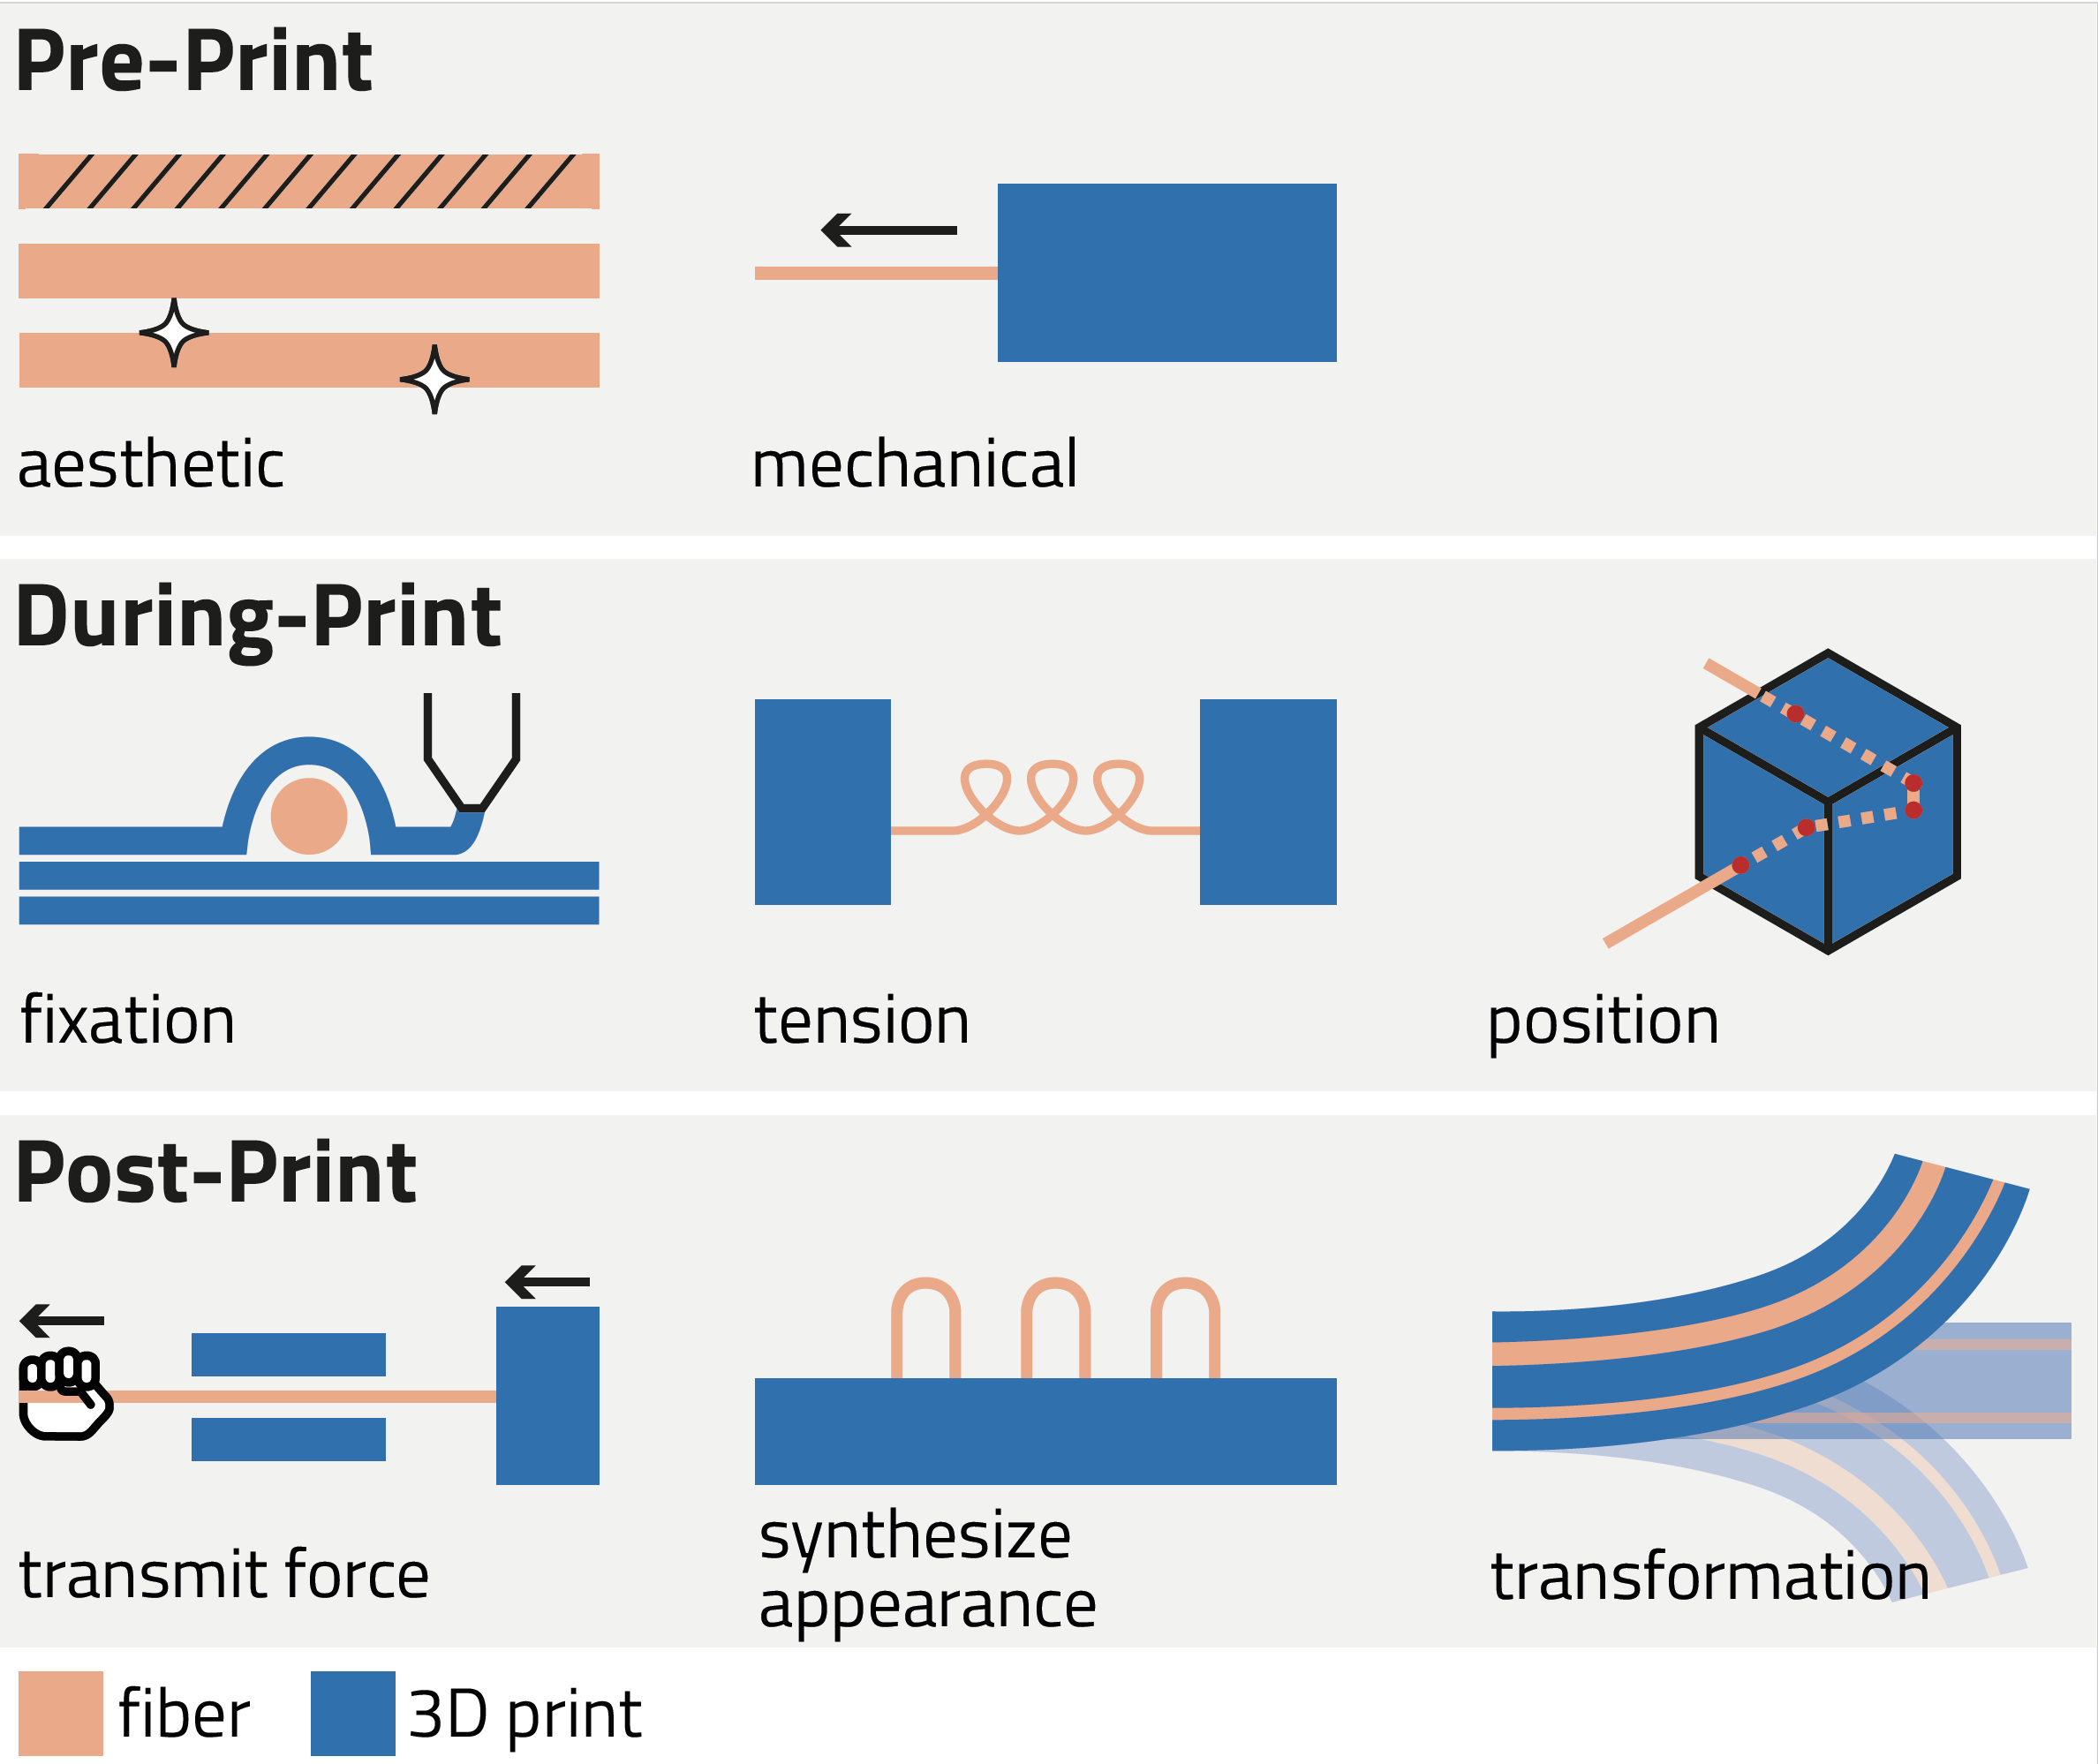 Pre-Print
aesthetic
mechanical
During-Print
fixation
tension
position
Post-Print
transmit force
synthesize
appearance
transformation
fiber
3D print